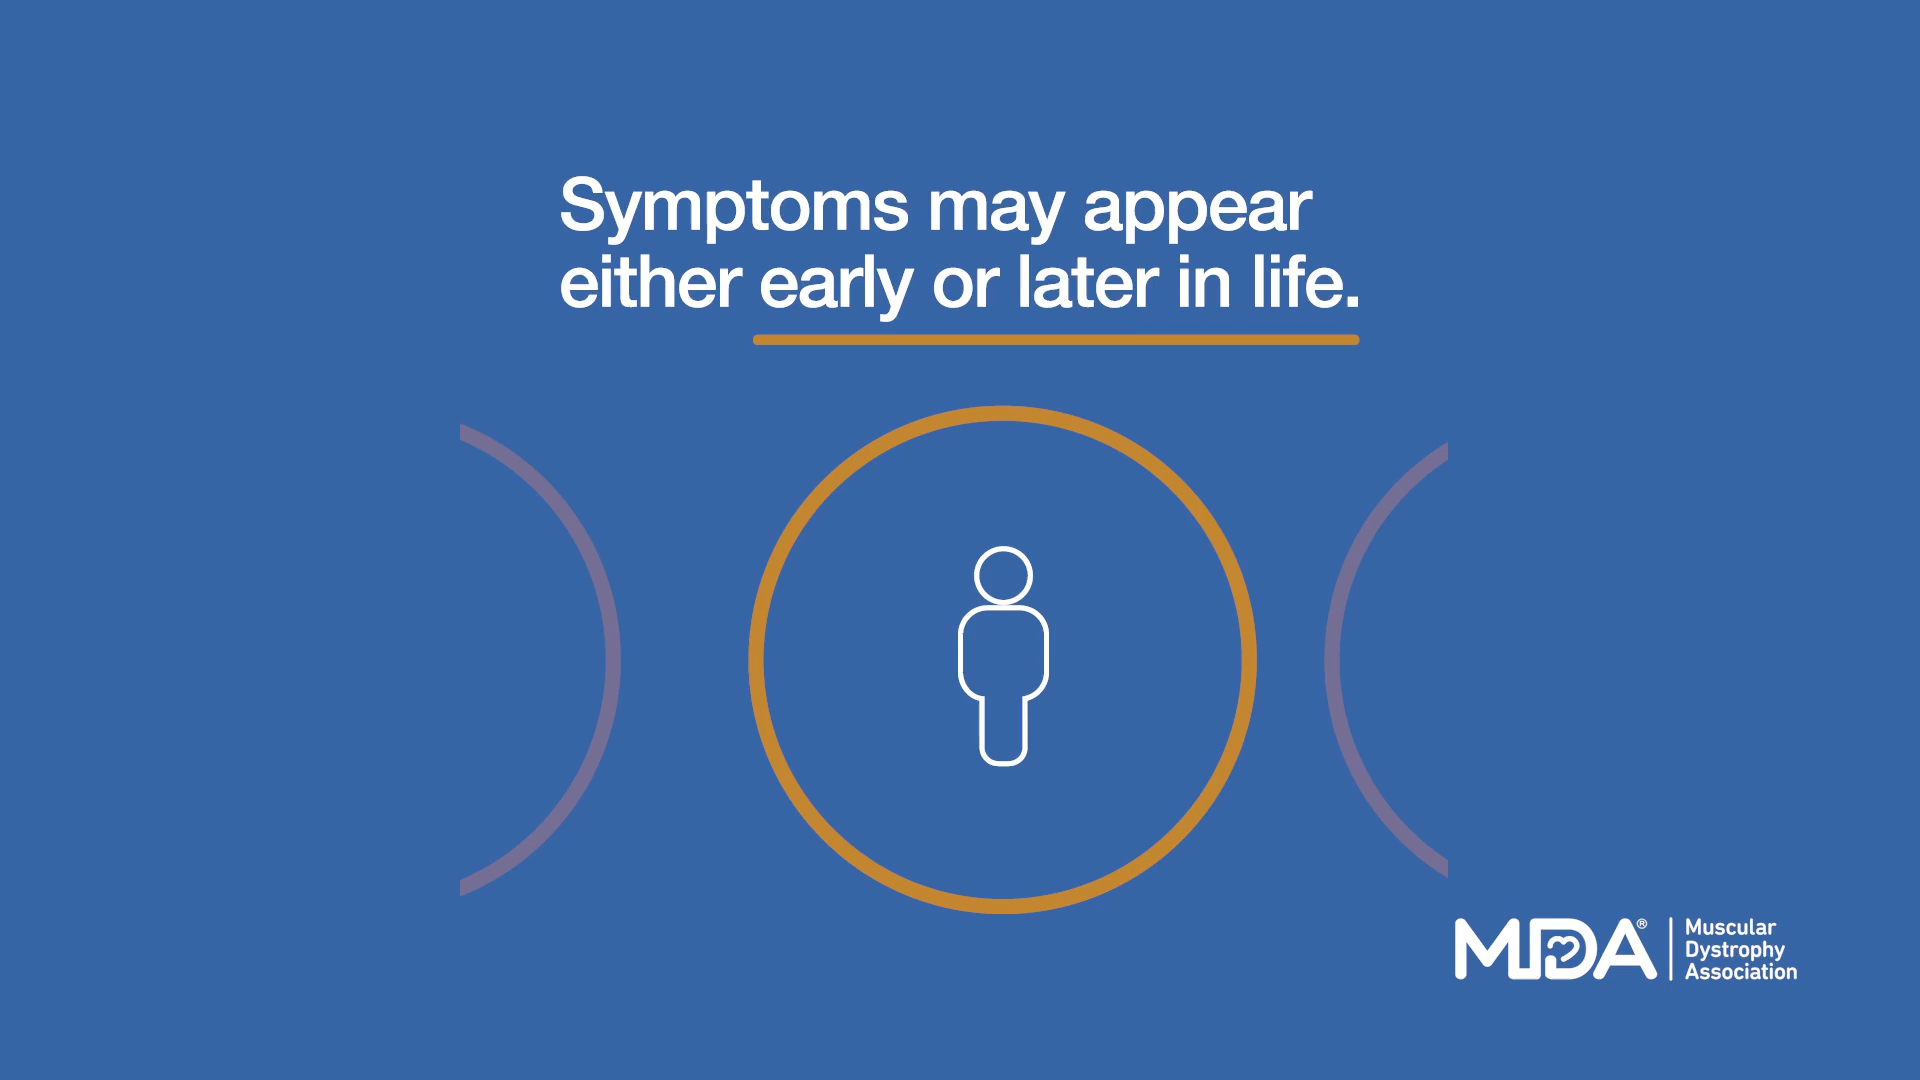 Symptoms may appear
either early or later in life.
MDA®
Muscular
Dystrophy
Association